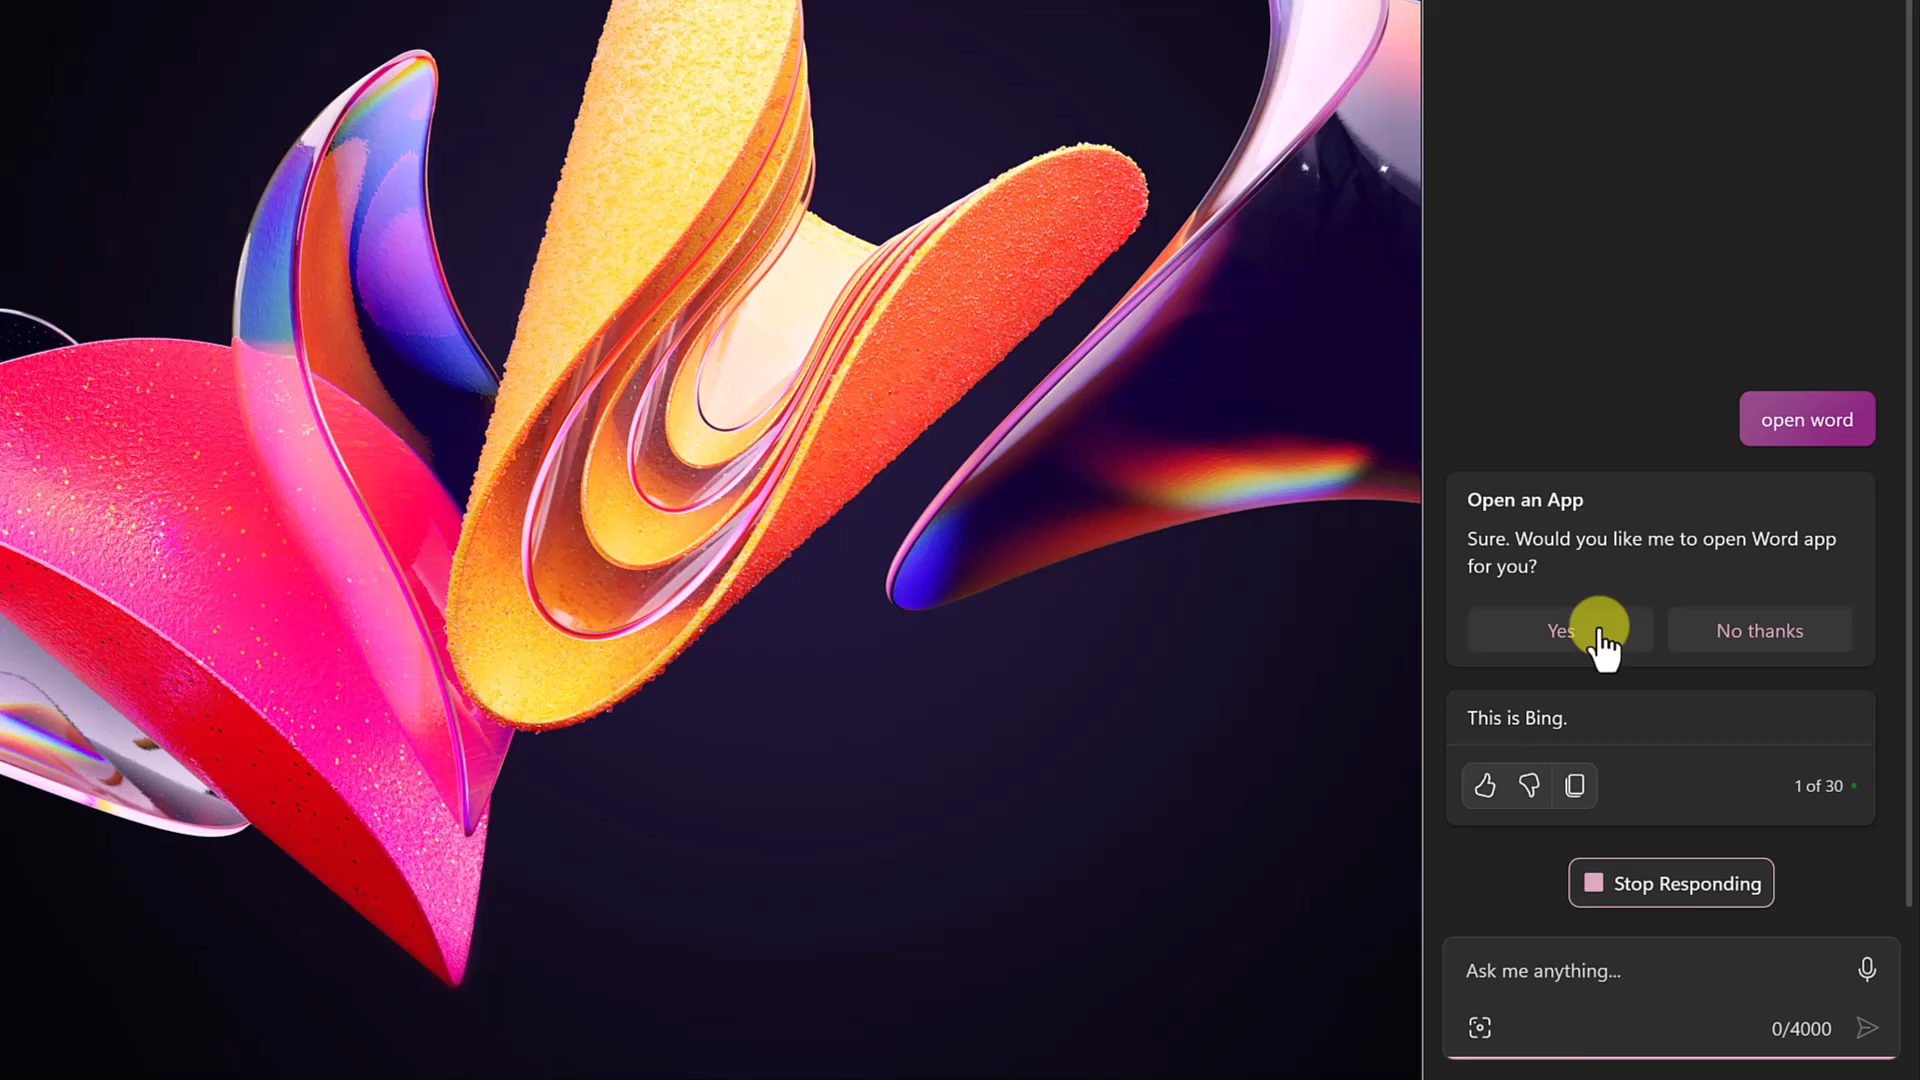 open word
Open an App
Sure. Would you like me to open Word app
for you?
Yes
No thanks
This is Bing.
1 of 30
Stop Responding
Ask me anything...
0/4000